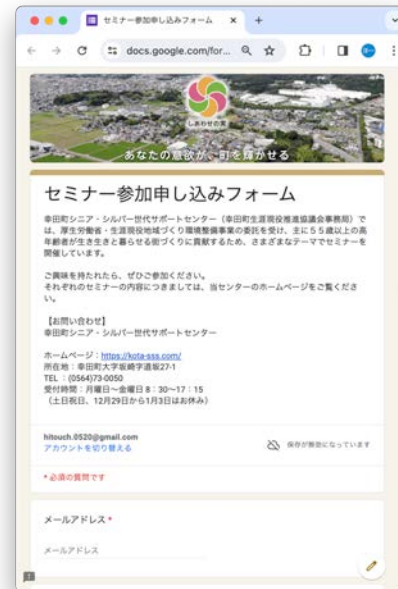 セミナー参加申し込みフォーム
docs.google.com/for...
しあわせの実
あなたの意欲が、町を輝かせる
セミナー参加申し込みフォーム
幸田町シニア・シルバー世代サポートセンター（幸田町生涯現役推進協議会事務局）で
は、厚生労働省・生涯現役地域づくり環境整備事業の委託を受け、主に５５歳以上の高
年齢者が生き生きと暮らせる街づくりに貢献するため、さまざまなテーマでセミナーを
開催しています。
ご興味を持たれたら、ぜひご参加ください。
それぞれのセミナーの内容につきましては、当センターのホームページをご覧くださ
い。
【お問い合わせ】
幸田町シニア・シルバー世代サポートセンター
ホームページ：https://kota-sss.com/
所在地：幸田町大字坂崎字道坂27-1
TEL：(0564)73-0050
受付時間：月曜日～金曜日 8：30～17：15
（土日祝日、12月29日から1月3日はお休み）
hitouch.0520@gmail.com
アカウントを切り替える
保存が無効になっています
* 必須の質問です
メールアドレス *
メールアドレス